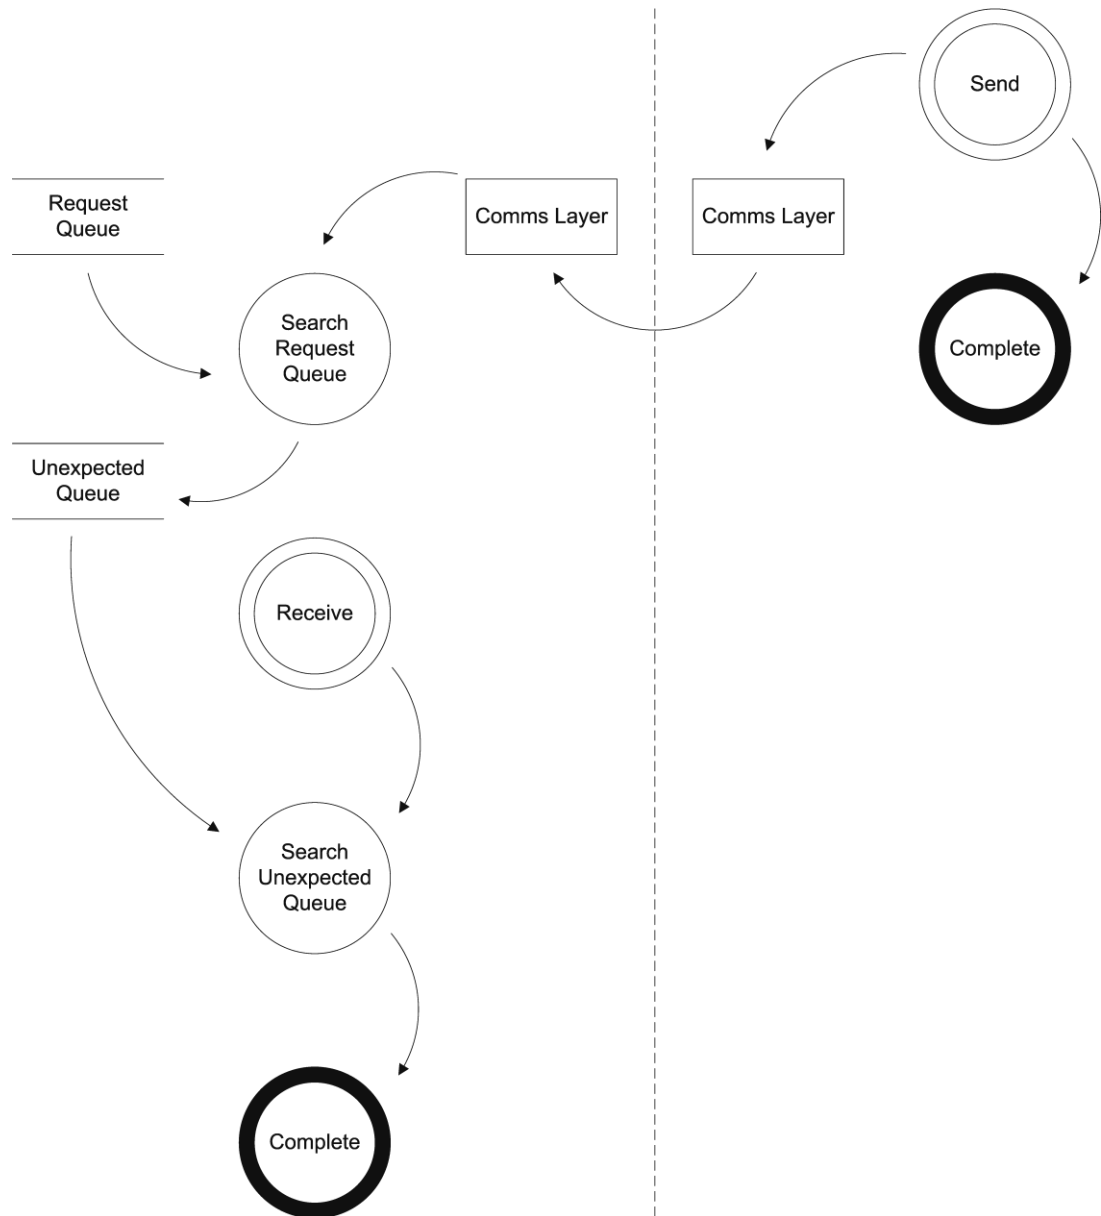 Send
Request
Queue
Comms Layer
Comms Layer
Search
Request
Queue
Complete
Unexpected
Queue
Receive
Search
Unexpected
Queue
Complete